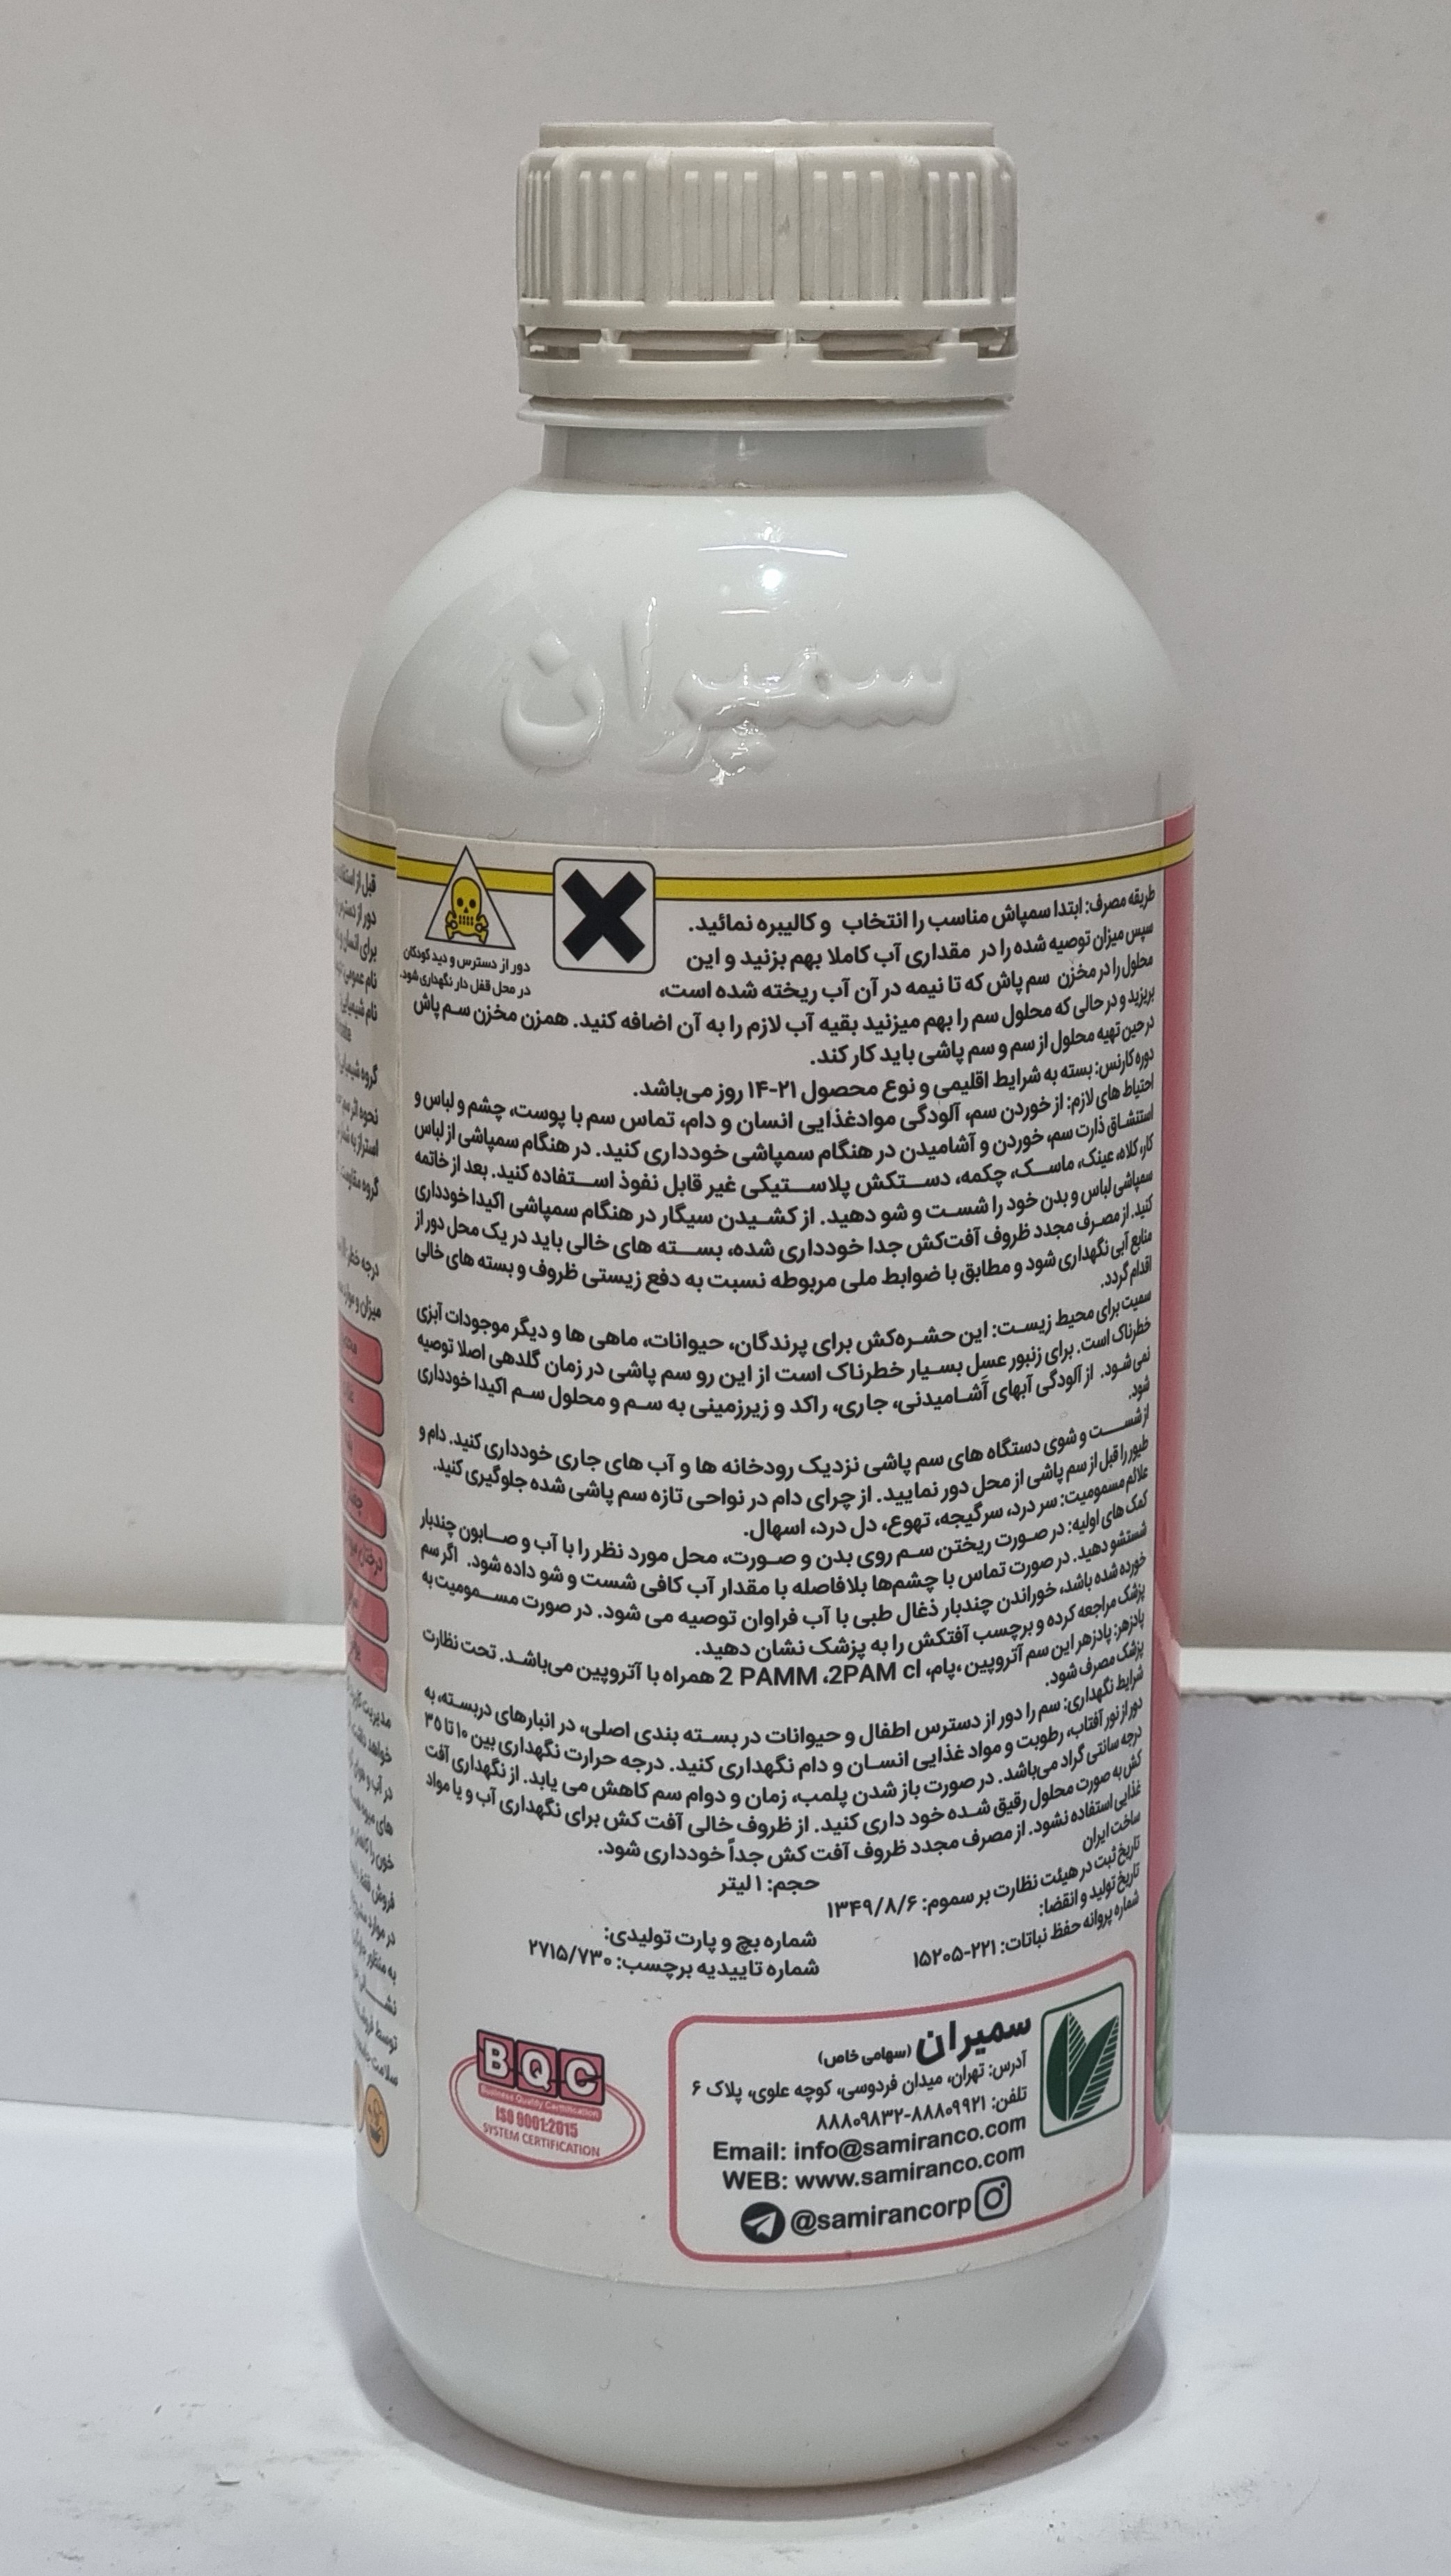 سمیران
دور از دسترس و دید کودکان
در محل قفل دار نگهداری شود.
طریقه مصرف: ابتدا سمپاش مناسب را انتخاب و کالیبره نمائید.
سپس میزان توصیه شده را در مقداری آب کاملا بهم بزنید و این
محلول را در مخزن سم پاش که تا نیمه در آن آب ریخته شده است،
بریزید و در حالی که محلول سم را بهم میزنید بقیه آب لازم را به آن اضافه کنید. همزن مخزن سم پاش
در حین تهیه محلول از سم و سم پاشی باید کار کند.
دوره کارنس: بسته به شرایط اقلیمی و نوع محصول ۲۱-۱۴ روز می‌باشد.
احتیاط های لازم: از خوردن سم، آلودگی موادغذایی انسان و دام، تماس سم با پوست، چشم و لباس و
استنشاق ذارت سم، خوردن و آشامیدن در هنگام سمپاشی خودداری کنید. در هنگام سمپاشی از لباس
کار، کلاه، عینک، ماسک، چکمه، دستکش پلاستیکی غیر قابل نفوذ استفاده کنید. بعد از خاتمه
سمپاشی لباس و بدن خود را شست و شو دهید. از کشیدن سیگار در هنگام سمپاشی اکیدا خودداری
کنید. از مصرف مجدد ظروف آفت‌کش جدا خودداری شده، بسته های خالی باید در یک محل دور از
منابع آبی نگهداری شود و مطابق با ضوابط ملی مربوطه نسبت به دفع زیستی ظروف و بسته های خالی
اقدام گردد.
سمیت برای محیط زیست: این حشره‌کش برای پرندگان، حیوانات، ماهی ها و دیگر موجودات آبزی
خطرناک است. برای زنبور عسل بسیار خطرناک است از این رو سم پاشی در زمان گلدهی اصلا توصیه
نمی‌شود. از آلودگی آبهای آشامیدنی، جاری، راکد و زیرزمینی به سم و محلول سم اکیدا خودداری
شود.
از شست و شوی دستگاه های سم پاشی نزدیک رودخانه ها و آب های جاری خودداری کنید. دام و
طیور را قبل از سم پاشی از محل دور نمایید. از چرای دام در نواحی تازه سم پاشی شده جلوگیری کنید.
علائم مسمومیت: سر درد، سرگیجه، تهوع، دل درد، اسهال.
کمک های اولیه: در صورت ریختن سم روی بدن و صورت، محل مورد نظر را با آب و صابون چندبار
شستشو دهید. در صورت تماس با چشم‌ها بلافاصله با مقدار آب کافی شست و شو داده شود. اگر سم
خورده شده باشد، خوراندن چندبار ذغال طبی با آب فراوان توصیه می شود. در صورت مسمومیت به
پزشک مراجعه کرده و برچسب آفتکش را به پزشک نشان دهید.
پادزهر: پادزهر این سم آتروپین ،پام، 2PAM cl، 2 PAMM همراه با آتروپین می‌باشد. تحت نظارت
پزشک مصرف شود.
شرایط نگهداری: سم را دور از دسترس اطفال و حیوانات در بسته بندی اصلی، در انبارهای دربسته، به
دور از نور آفتاب، رطوبت و مواد غذایی انسان و دام نگهداری کنید. درجه حرارت نگهداری بین ۱۰ تا ۳۵
درجه سانتی گراد می‌باشد. در صورت باز شدن پلمب، زمان و دوام سم کاهش می یابد. از نگهداری آفت
کش به صورت محلول رقیق شده خود داری کنید. از ظروف خالی آفت کش برای نگهداری آب و یا مواد
غذایی استفاده نشود. از مصرف مجدد ظروف آفت کش جداً خودداری شود.
ساخت ایران
حجم: ۱ لیتر
تاریخ ثبت در هیئت نظارت بر سموم: ۱۳۴۹/۸/۶
تاریخ تولید و انقضا:
شماره بچ و پارت تولیدی:
شماره پروانه حفظ نباتات: ۲۲۱-۱۵۲۰۵
شماره تاییدیه برچسب: ۲۷۱۵/۷۳۰
سمیران (سهامی خاص)
آدرس: تهران، میدان فردوسی، کوچه علوی، پلاک ۶
تلفن: ۸۸۸۰۹۹۲۱-۸۸۸۰۹۸۳۲
Email: info@samiranco.com
WEB: www.samiranco.com
@samirancorp
BQC
Business Quality Certification
ISO 9001:2015
SYSTEM CERTIFICATION